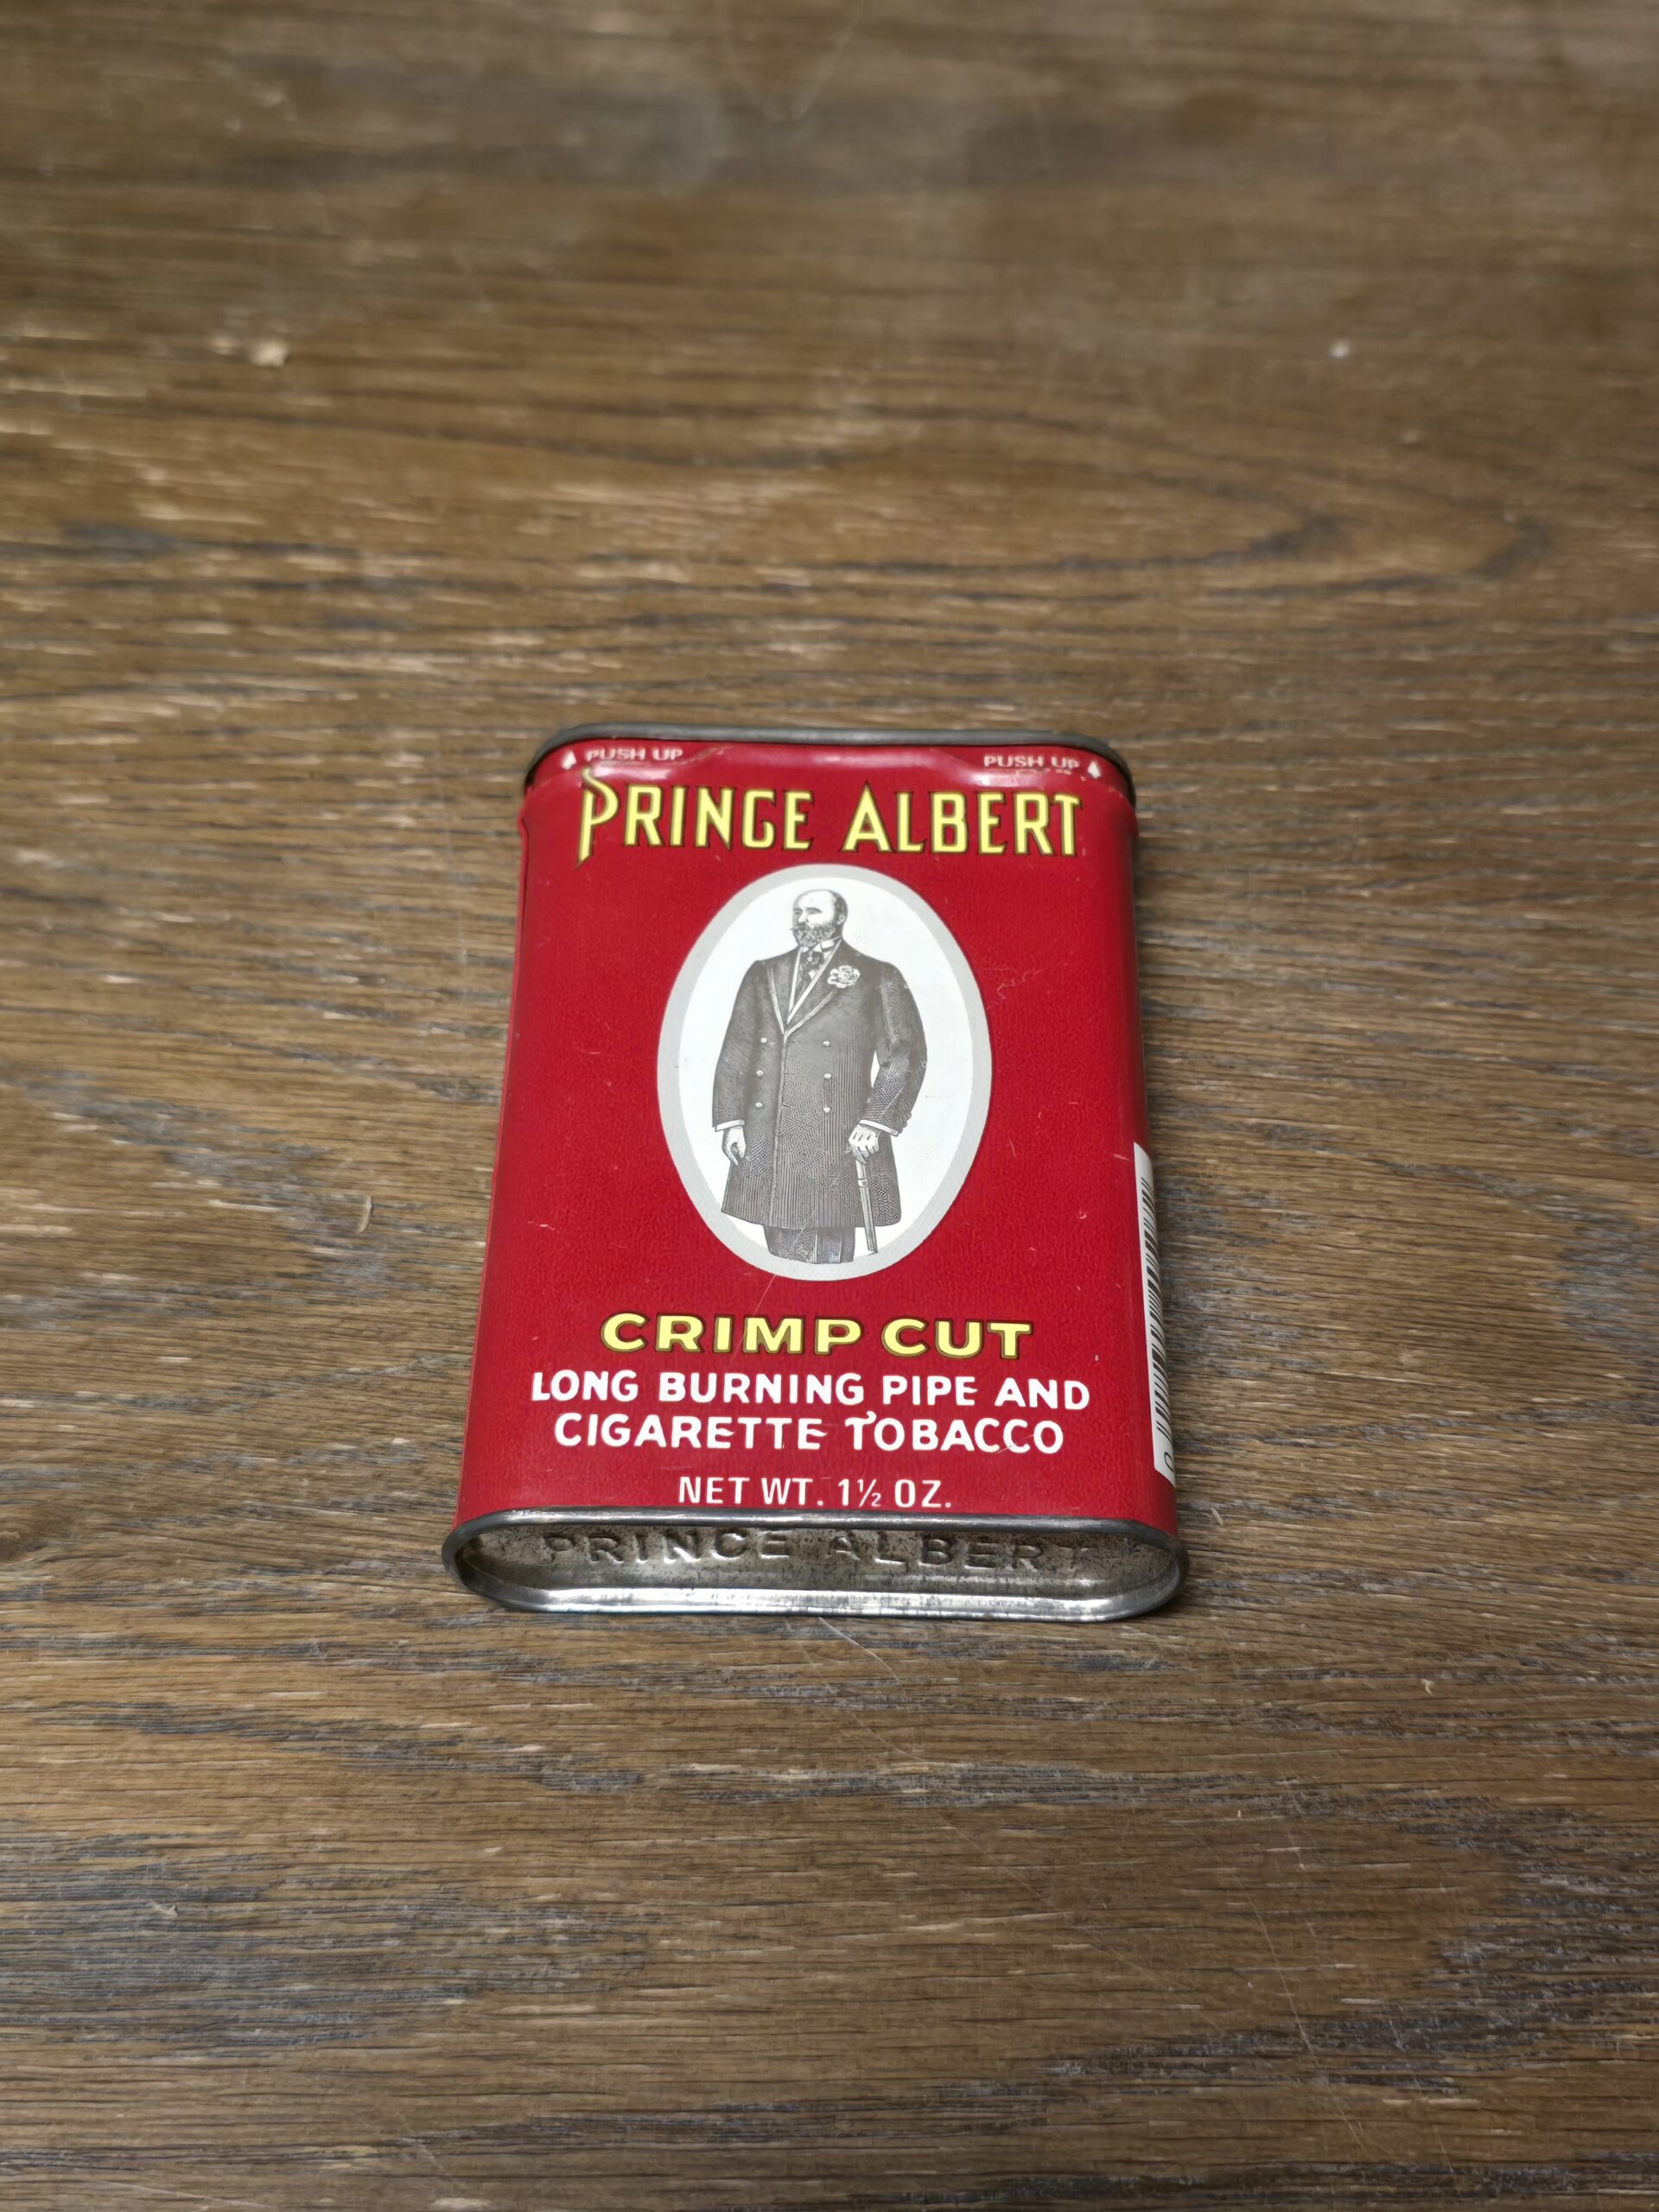 PUSH UP PUSH UP
PRINCE ALBERT
CRIMP CUT
LONG BURNING PIPE AND
CIGARETTE TOBACCO
NET WT. 1½ OZ.
PRINCE ALBERT
0